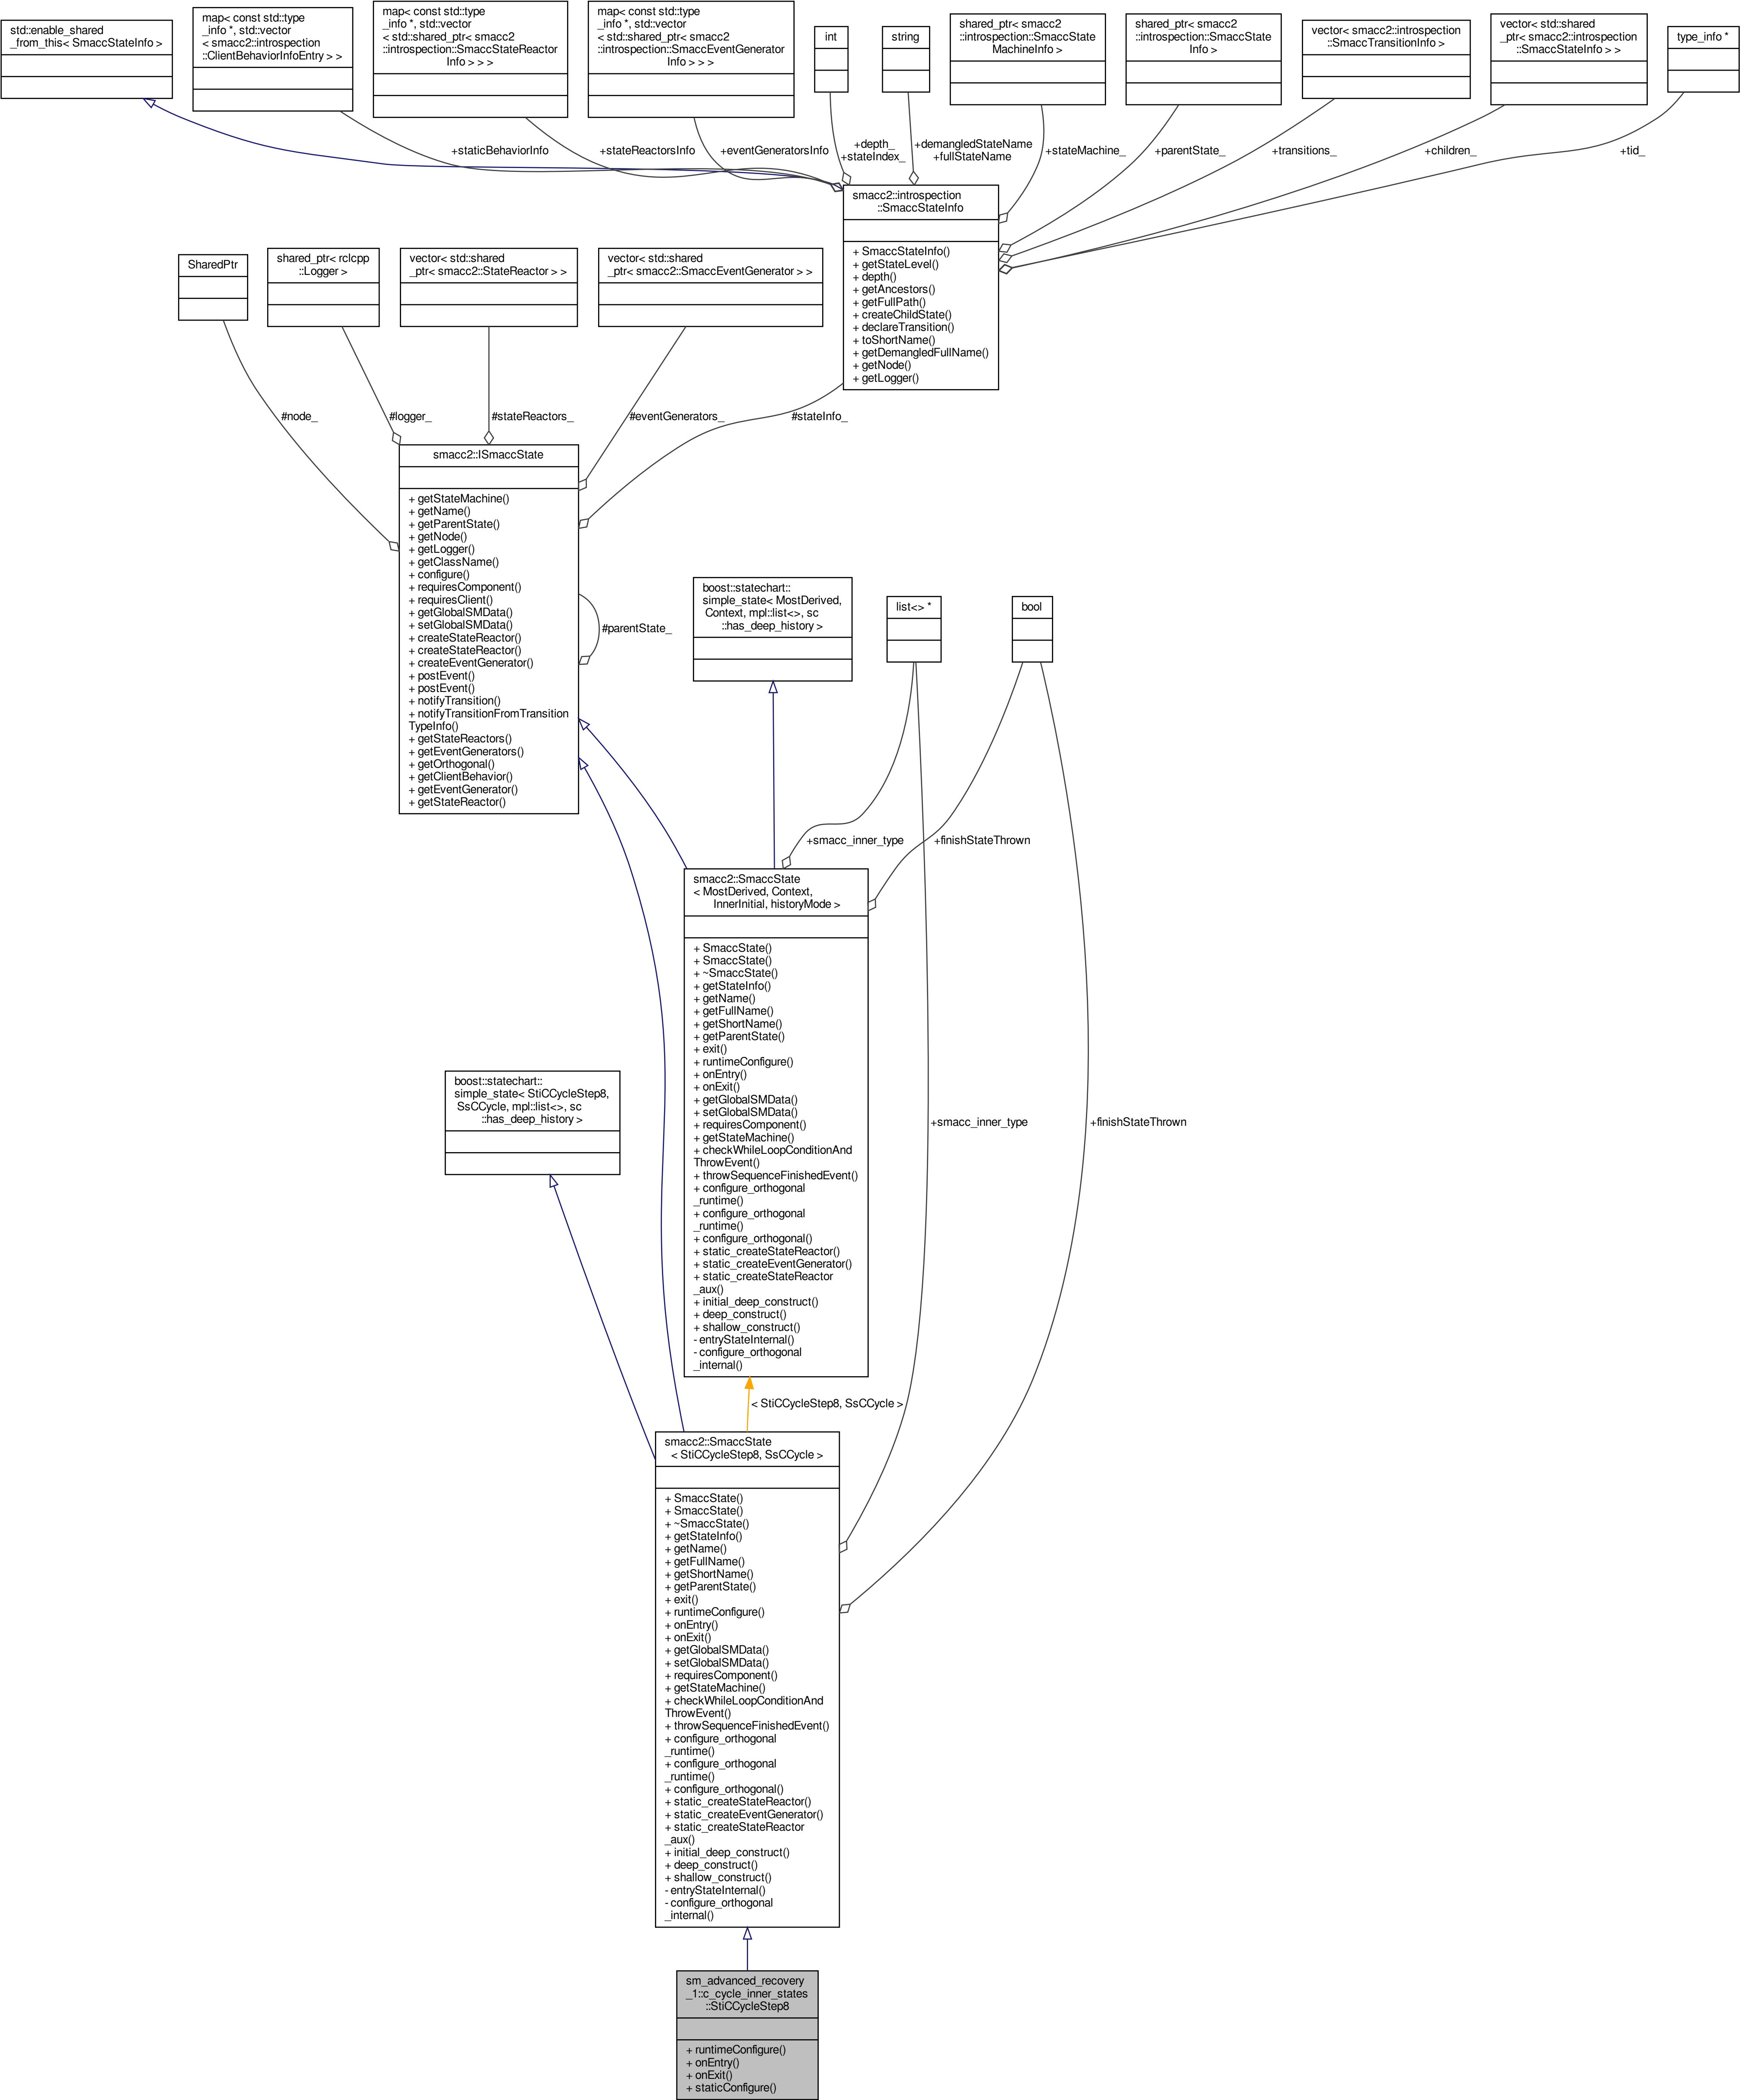 std::enable_shared
_from_this< SmaccStateInfo >
map< const std::type
_info *, std::vector
< smacc2::introspection
::ClientBehaviorInfoEntry > >
map< const std::type
_info *, std::vector
< std::shared_ptr< smacc2
::introspection::SmaccStateReactor
Info > > >
map< const std::type
_info *, std::vector
< std::shared_ptr< smacc2
::introspection::SmaccEventGenerator
Info > > >
int
string
shared_ptr< smacc2
::introspection::SmaccState
MachineInfo >
shared_ptr< smacc2
::introspection::SmaccState
Info >
vector< smacc2::introspection
::SmaccTransitionInfo >
vector< std::shared
_ptr< smacc2::introspection
::SmaccStateInfo > >
type_info *
+staticBehaviorInfo
+stateReactorsInfo
+eventGeneratorsInfo
+depth_
+stateIndex_
+demangledStateName
+fullStateName
+stateMachine_
+parentState_
+transitions_
+children_
+tid_
smacc2::introspection
::SmaccStateInfo
+ SmaccStateInfo()
+ getStateLevel()
+ depth()
+ getAncestors()
+ getFullPath()
+ createChildState()
+ declareTransition()
+ toShortName()
+ getDemangledFullName()
+ getNode()
+ getLogger()
SharedPtr
shared_ptr< rclcpp
::Logger >
vector< std::shared
_ptr< smacc2::StateReactor > >
vector< std::shared
_ptr< smacc2::SmaccEventGenerator > >
#node_
#logger_
#stateReactors_
#eventGenerators_
#stateInfo_
smacc2::ISmaccState
+ getStateMachine()
+ getName()
+ getParentState()
+ getNode()
+ getLogger()
+ getClassName()
+ configure()
+ requiresComponent()
+ requiresClient()
+ getGlobalSMData()
+ setGlobalSMData()
+ createStateReactor()
+ createStateReactor()
+ createEventGenerator()
+ postEvent()
+ postEvent()
+ notifyTransition()
+ notifyTransitionFromTransition
TypeInfo()
+ getStateReactors()
+ getEventGenerators()
+ getOrthogonal()
+ getClientBehavior()
+ getEventGenerator()
+ getStateReactor()
#parentState_
boost::statechart::
simple_state< MostDerived,
Context, mpl::list<>, sc
::has_deep_history >
list<> *
bool
+smacc_inner_type
+finishStateThrown
smacc2::SmaccState
< MostDerived, Context,
InnerInitial, historyMode >
+ SmaccState()
+ SmaccState()
+ ~SmaccState()
+ getStateInfo()
+ getName()
+ getFullName()
+ getShortName()
+ getParentState()
+ exit()
+ runtimeConfigure()
+ onEntry()
+ onExit()
+ getGlobalSMData()
+ setGlobalSMData()
+ requiresComponent()
+ getStateMachine()
+ checkWhileLoopConditionAnd
ThrowEvent()
+ throwSequenceFinishedEvent()
+ configure_orthogonal
_runtime()
+ configure_orthogonal
_runtime()
+ configure_orthogonal()
+ static_createStateReactor()
+ static_createEventGenerator()
+ static_createStateReactor
_aux()
+ initial_deep_construct()
+ deep_construct()
+ shallow_construct()
- entryStateInternal()
- configure_orthogonal
_internal()
boost::statechart::
simple_state< StiCCycleStep8,
SsCCycle, mpl::list<>, sc
::has_deep_history >
+smacc_inner_type
+finishStateThrown
< StiCCycleStep8, SsCCycle >
smacc2::SmaccState
< StiCCycleStep8, SsCCycle >
+ SmaccState()
+ SmaccState()
+ ~SmaccState()
+ getStateInfo()
+ getName()
+ getFullName()
+ getShortName()
+ getParentState()
+ exit()
+ runtimeConfigure()
+ onEntry()
+ onExit()
+ getGlobalSMData()
+ setGlobalSMData()
+ requiresComponent()
+ getStateMachine()
+ checkWhileLoopConditionAnd
ThrowEvent()
+ throwSequenceFinishedEvent()
+ configure_orthogonal
_runtime()
+ configure_orthogonal
_runtime()
+ configure_orthogonal()
+ static_createStateReactor()
+ static_createEventGenerator()
+ static_createStateReactor
_aux()
+ initial_deep_construct()
+ deep_construct()
+ shallow_construct()
- entryStateInternal()
- configure_orthogonal
_internal()
sm_advanced_recovery
_1::c_cycle_inner_states
::StiCCycleStep8
+ runtimeConfigure()
+ onEntry()
+ onExit()
+ staticConfigure()